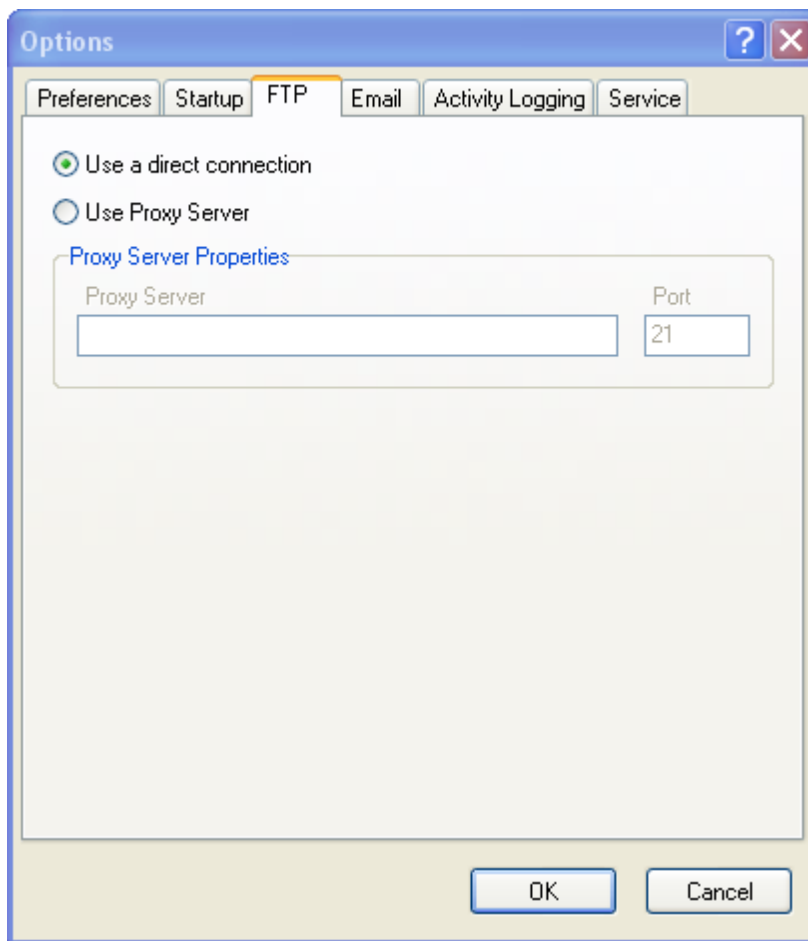 Options
Preferences Startup FTP Email Activity Logging Service
Use a direct connection
Use Proxy Server
Proxy Server Properties
Proxy Server Port
21
OK Cancel